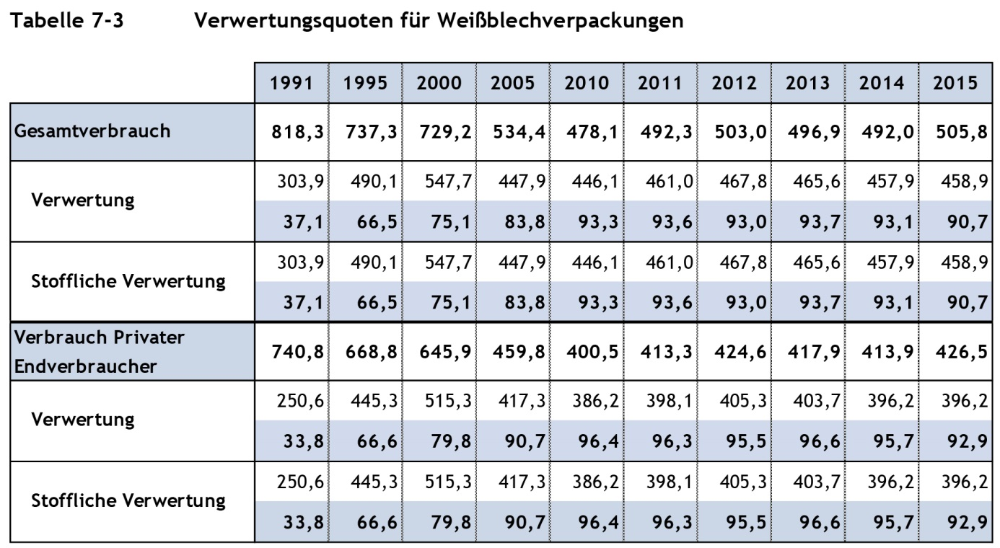 Tabelle 7-3 Verwertungsquoten für Weißblechverpackungen
1991 1995 2000 2005 2010 2011 2012 2013 2014 2015
Gesamtverbrauch 818,3 737,3 729,2 534,4 478,1 492,3 503,0 496,9 492,0 505,8
303,9 490,1 547,7 447,9 446,1 461,0 467,8 465,6 457,9 458,9
Verwertung
37,1 66,5 75,1 83,8 93,3 93,6 93,0 93,7 93,1 90,7
303,9 490,1 547,7 447,9 446,1 461,0 467,8 465,6 457,9 458,9
Stoffliche Verwertung
37,1 66,5 75,1 83,8 93,3 93,6 93,0 93,7 93,1 90,7
Verbrauch Privater
Endverbraucher
740,8 668,8 645,9 459,8 400,5 413,3 424,6 417,9 413,9 426,5
250,6 445,3 515,3 417,3 386,2 398,1 405,3 403,7 396,2 396,2
Verwertung
33,8 66,6 79,8 90,7 96,4 96,3 95,5 96,6 95,7 92,9
250,6 445,3 515,3 417,3 386,2 398,1 405,3 403,7 396,2 396,2
Stoffliche Verwertung
33,8 66,6 79,8 90,7 96,4 96,3 95,5 96,6 95,7 92,9